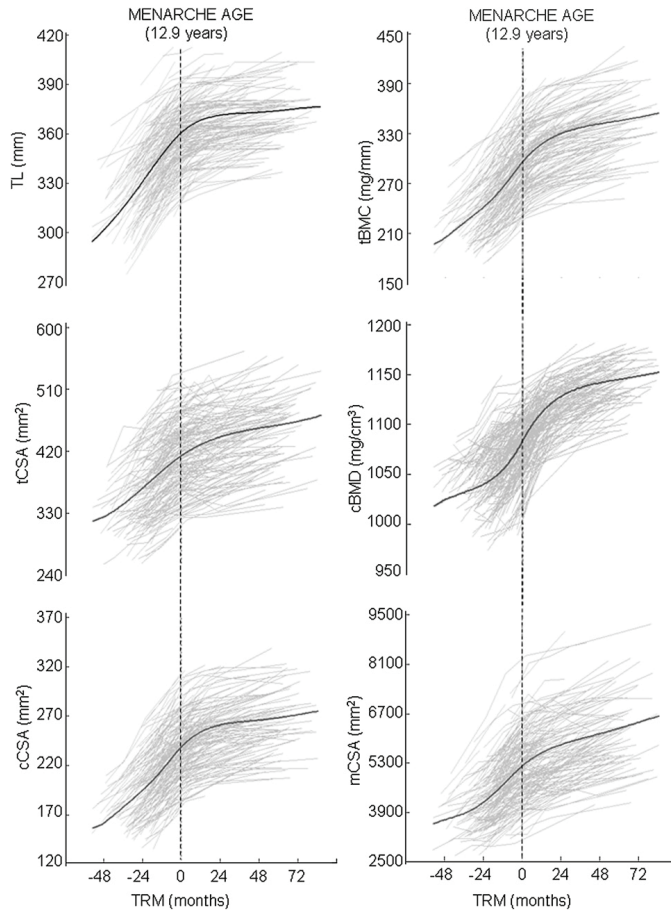 MENARCHE AGE
(12.9 years)
420
390
360
330
300
270
TL (mm)
MENARCHE AGE
(12.9 years)
450
390
330
270
210
150
tBMC (mg/mm)
600
510
420
330
240
tCSA (mm²)
1200
1150
1100
1050
1000
950
cBMD (mg/cm³)
370
320
270
220
170
120
cCSA (mm²)
-48 -24 0 24 48 72
TRM (months)
9500
8100
6700
5300
3900
2500
mCSA (mm²)
-48 -24 0 24 48 72
TRM (months)